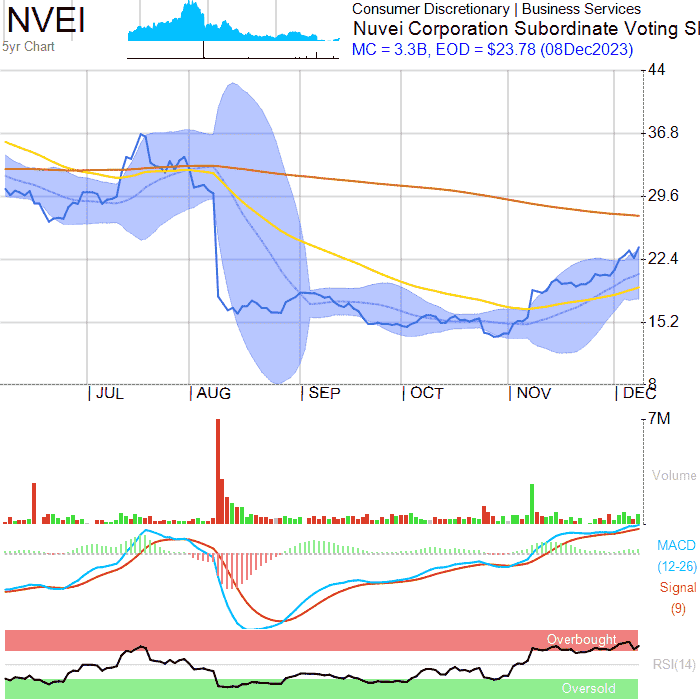 NVEI
5yr Chart
Consumer Discretionary | Business Services
Nuvei Corporation Subordinate Voting Sl
MC = 3.3B, EOD = $23.78 (08Dec2023)
44
36.8
29.6
22.4
15.2
8
JUL AUG SEP OCT NOV DEC
7M
Volume
MACD
(12-26)
Signal
(9)
Overbought
RSI(14)
Oversold